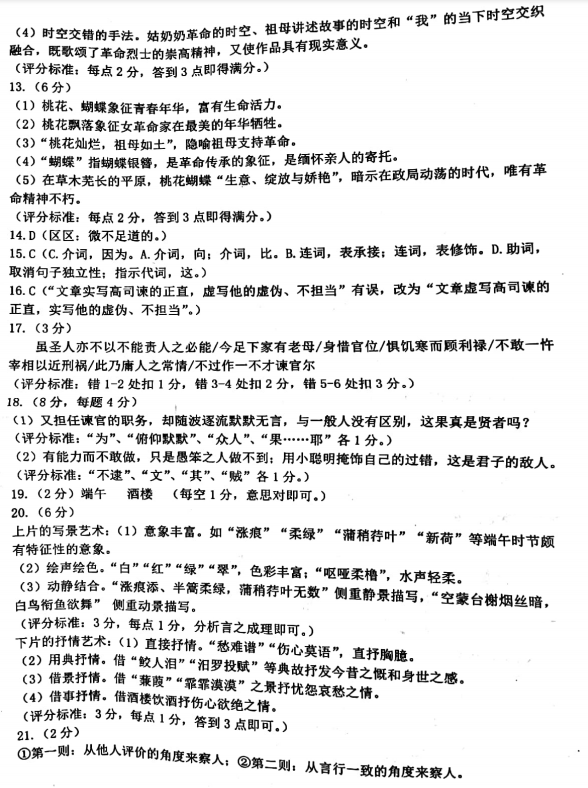 （4）时空交错的手法。姑奶奶革命的时空、祖母讲述故事的时空和“我”的当下时空交织
融合，既歌颂了革命烈士的崇高精神，又使作品具有现实意义。
（评分标准：每点2分，答到3点即得满分。）
13.（6分）
（1）桃花、蝴蝶象征青春年华，富有生命活力。
（2）桃花飘落象征女革命家在最美的年华牺牲。
（3）“桃花灿烂，祖母如土”，隐喻祖母支持革命。
（4）“蝴蝶”指蝴蝶银簪，是革命传承的象征，是缅怀亲人的寄托。
（5）在草木芜长的平原，桃花蝴蝶“生意、绽放与娇艳”，暗示在政局动荡的时代，唯有革
命精神不朽。
（评分标准：每点2分，答到3点即得满分。）
14.D（区区：微不足道的。）
15.C（C.介词，因为。A.介词，向；介词，比。B.连词，表承接；连词，表修饰。D.助词，
取消句子独立性；指示代词，这。）
16.C（“文章实写高司谏的正直，虚写他的虚伪、不担当”有误，改为“文章虚写高司谏的
正直，实写他的虚伪、不担当”。）
17.（3分）
虽圣人亦不以不能责人之必能/今足下家有老母/身惜官位/惧饥寒而顾利禄/不敢一忤
宰相以近刑祸/此乃庸人之常情/不过作一不才谏官尔
（评分标准：错1-2处扣1分，错3-4处扣2分，错5-6处扣3分。）
18.（8分，每题4分）
（1）又担任谏官的职务，却随波逐流默默无言，与一般人没有区别，这果真是贤者吗？
（评分标准：“为”、“俯仰默默”、“众人”、“果……耶”各1分。）
（2）有能力而不敢做，只是愚笨之人做不到；用小聪明掩饰自己的过错，这是君子的敌人。
（评分标准：“不逮”、“文”、“其”、“贼”各1分。）
19.（2分）端午 酒楼 （每空1分，意思对即可。）
20.（6分）
上片的写景艺术：（1）意象丰富。如“涨痕”“柔绿”“蒲稍荇叶”“新荷”等端午时节颇
有特征性的意象。
（2）绘声绘色。“白”“红”“绿”“翠”，色彩丰富；“呕哑柔橹”，水声轻柔。
（3）动静结合。“涨痕添、半篙柔绿，蒲稍荇叶无数”侧重静景描写，“空蒙台榭烟丝暗，
白鸟衔鱼欲舞” 侧重动景描写。
（评分标准：3分，每点1分，分析言之成理即可。）
下片的抒情艺术：（1）直接抒情。“愁难谱”“伤心莫语”，直抒胸臆。
（2）用典抒情。借“鲛人泪”“汨罗投赋”等典故抒发今昔之慨和身世之感。
（3）借景抒情。借“蒹葭”“霏霏漠漠”之景抒忧怨哀愁之情。
（4）借事抒情。借酒楼饮酒抒伤心欲绝之情。
（评分标准：3分，每点1分，答到3点即可。）
21.（2分）
①第一则：从他人评价的角度来察人；②第二则：从言行一致的角度来察人。